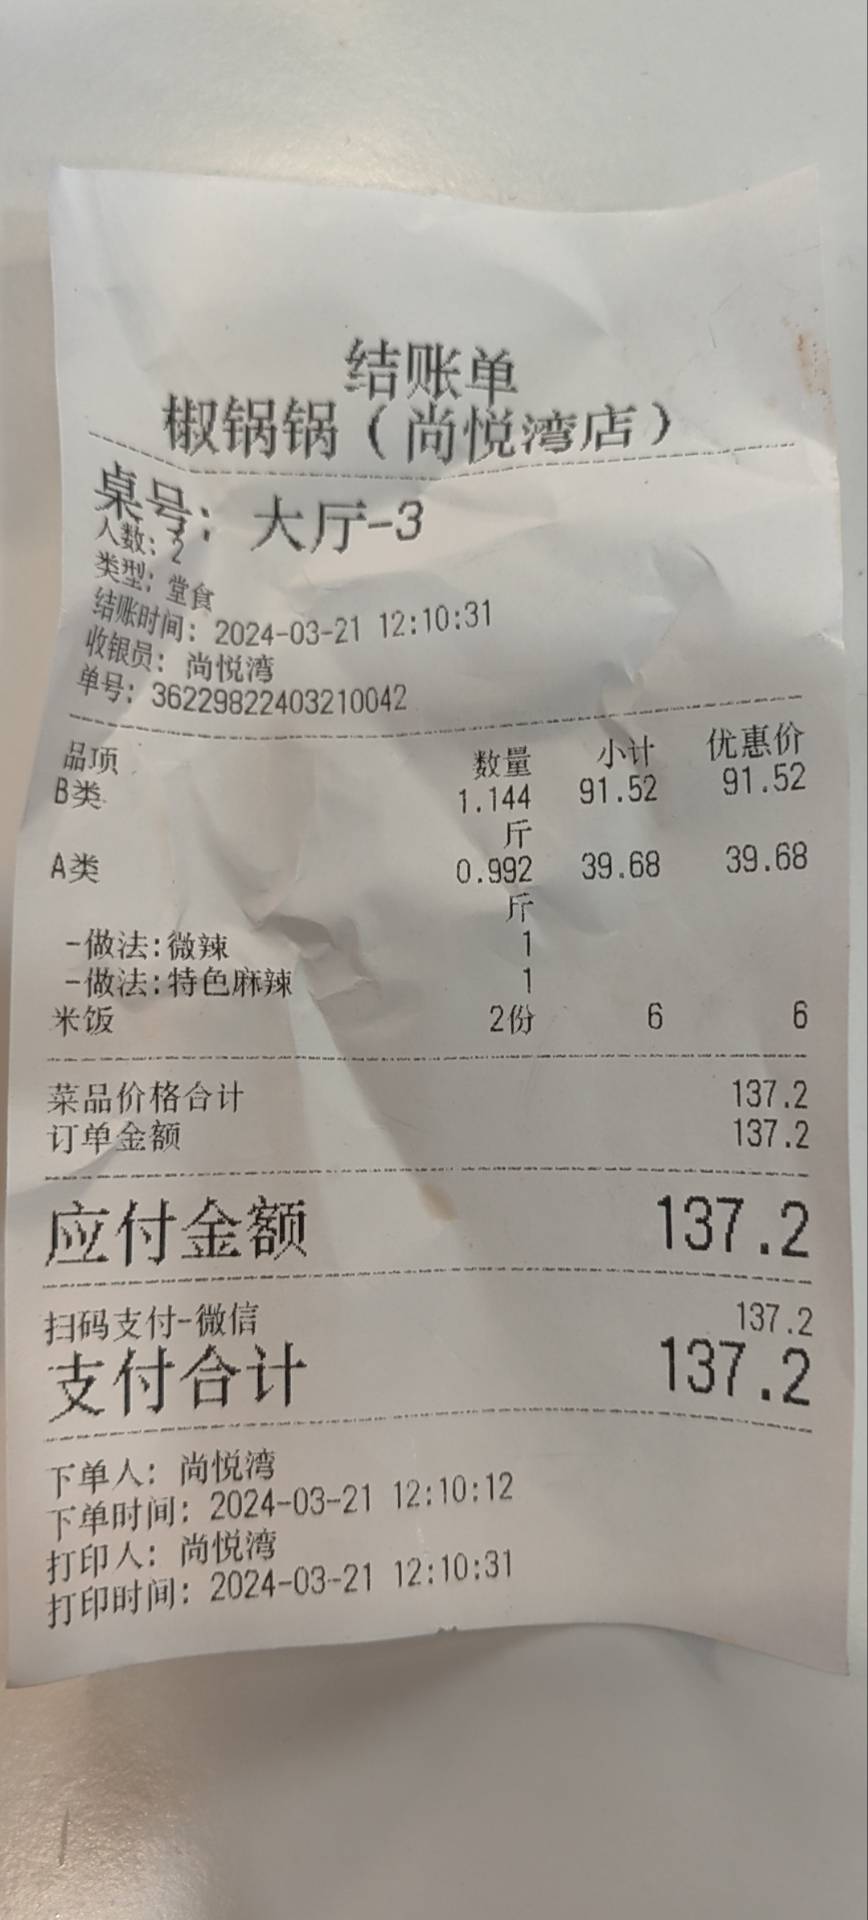 结账单
椒锅锅（尚悦湾店）
桌号：大厅-3
人数：2
类型：堂食
结账时间：2024-03-21 12:10:31
收银员：尚悦湾
单号：36229822403210042
品项 数量 小计 优惠价
B类 1.144 91.52 91.52
斤
A类 0.992 39.68 39.68
斤
-做法:微辣 1
-做法:特色麻辣 1
米饭 2份 6 6
菜品价格合计 137.2
订单金额 137.2
应付金额 137.2
扫码支付-微信 137.2
支付合计 137.2
下单人：尚悦湾
下单时间：2024-03-21 12:10:12
打印人：尚悦湾
打印时间：2024-03-21 12:10:31